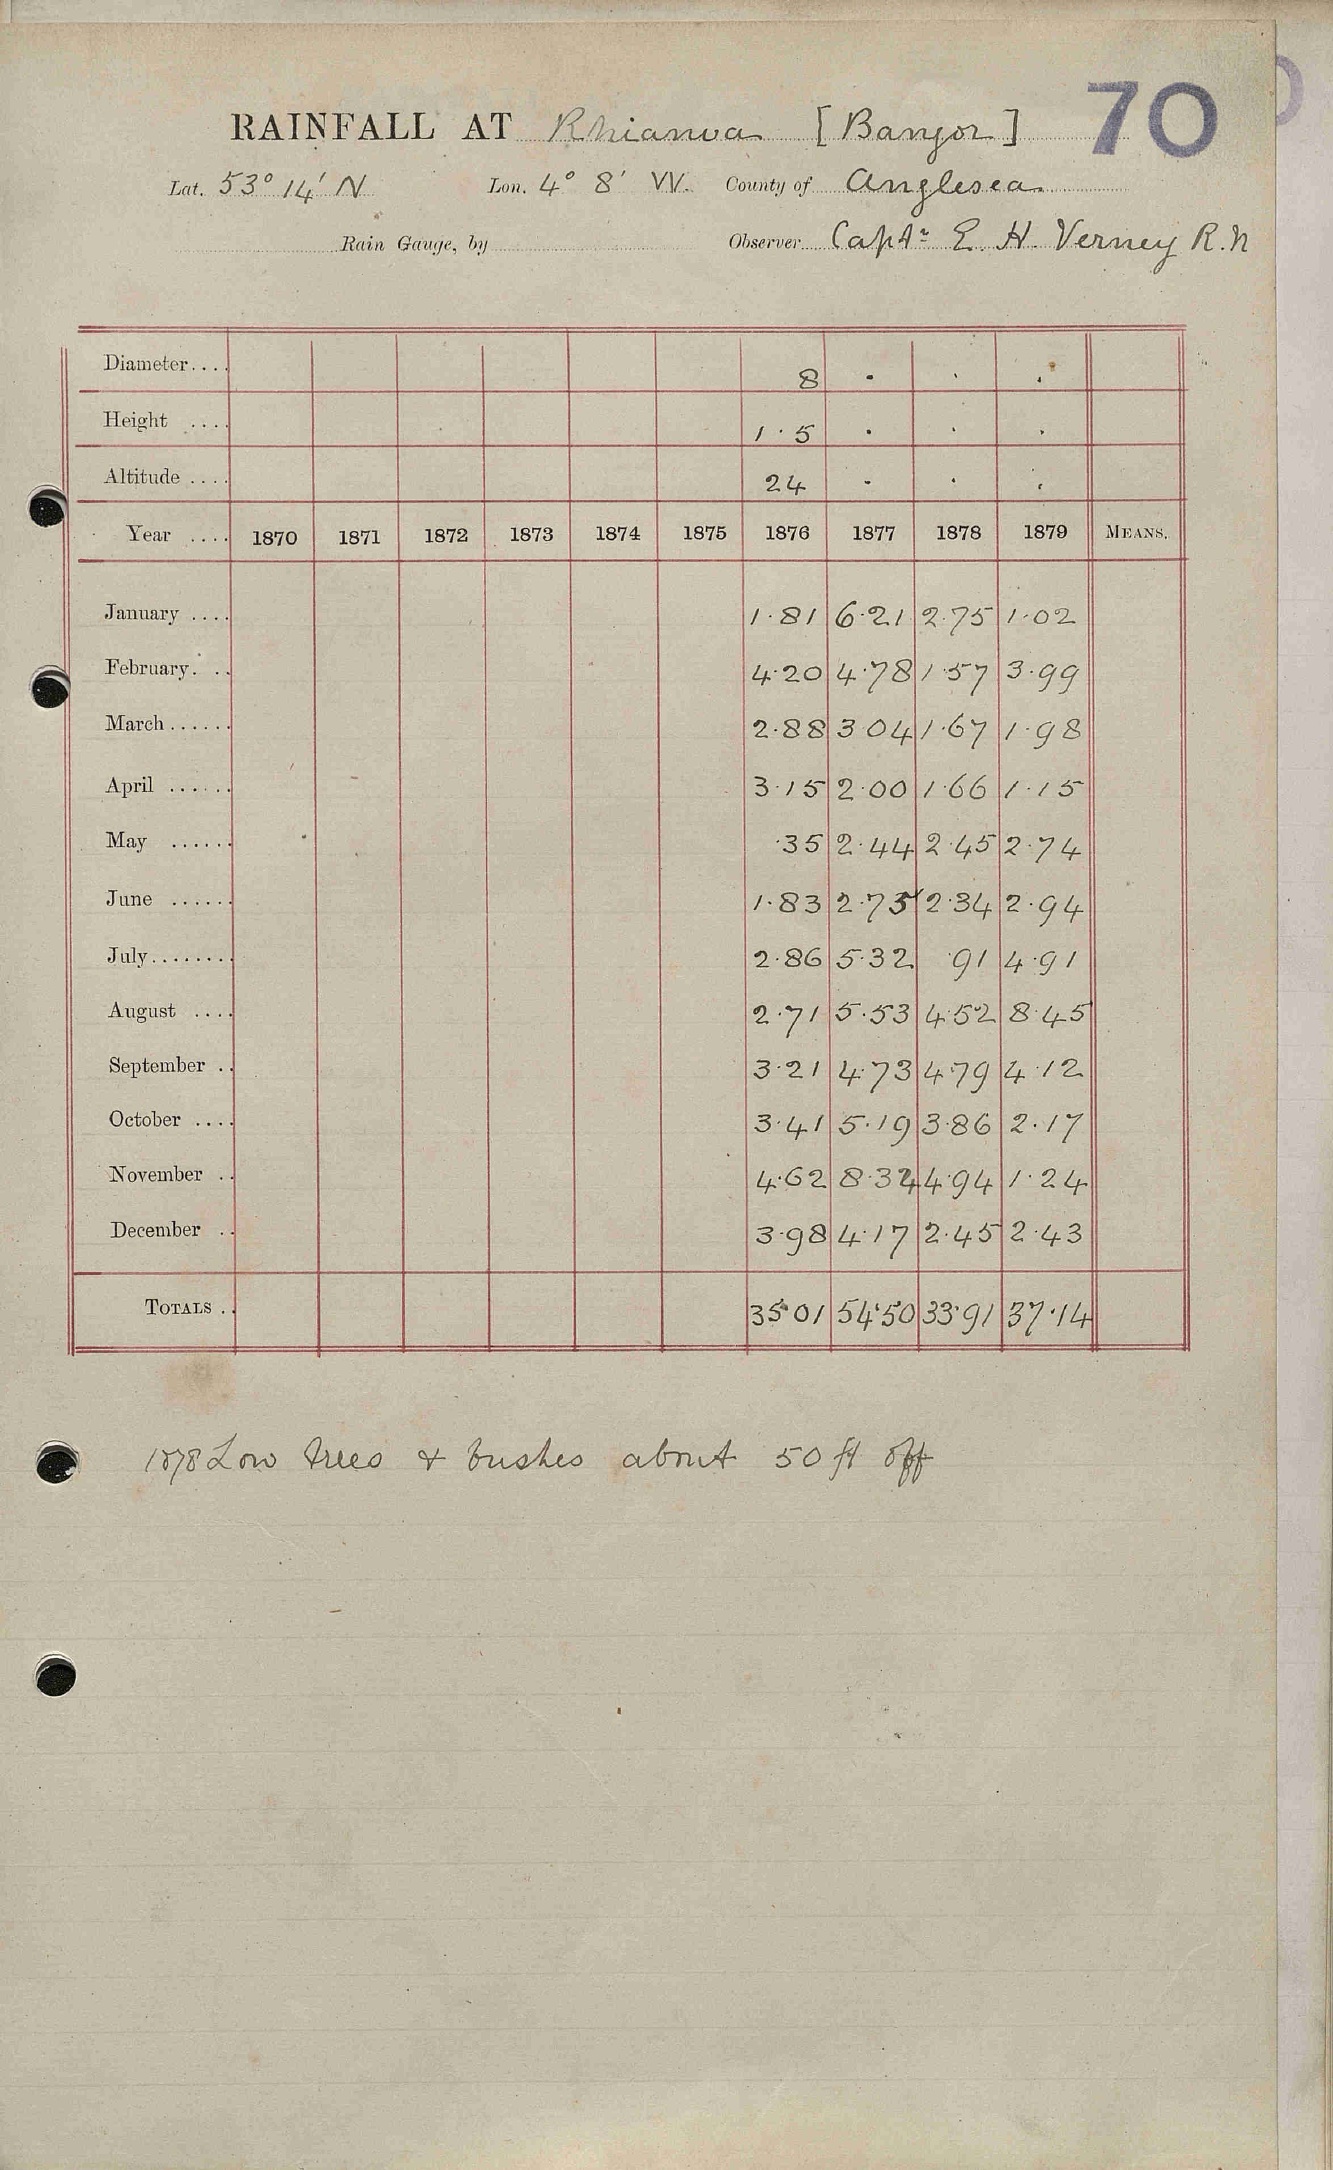 70
RAINFALL AT Rhianva [Bangor]
Lat. 53° 14' N Lon. 4° 8' W. County of Anglesea
Rain Gauge, by Observer Captn E. H. Verney R.N
Diameter.... 8 · · ·
Height .... 1·5 · · ·
Altitude .... 24 · · ·
Year .... 1870 1871 1872 1873 1874 1875 1876 1877 1878 1879 MEANS.
January .... 1·81 6·21 2·75 1·02
February. .. 4·20 4·78 1·57 3·99
March...... 2·88 3·04 1·67 1·98
April ...... 3·15 2·00 1·66 1·15
May ...... ·35 2·44 2·45 2·74
June ...... 1·83 2·75 2·34 2·94
July........ 2·86 5·32 ·91 4·91
August .... 2·71 5·53 4·52 8·45
September .. 3·21 4·73 4·79 4·12
October .... 3·41 5·19 3·86 2·17
November .. 4·62 8·34 4·94 1·24
December .. 3·98 4·17 2·45 2·43
TOTALS .. 35·01 54·50 33·91 37·14
1878 Low trees & bushes about 50 ft off